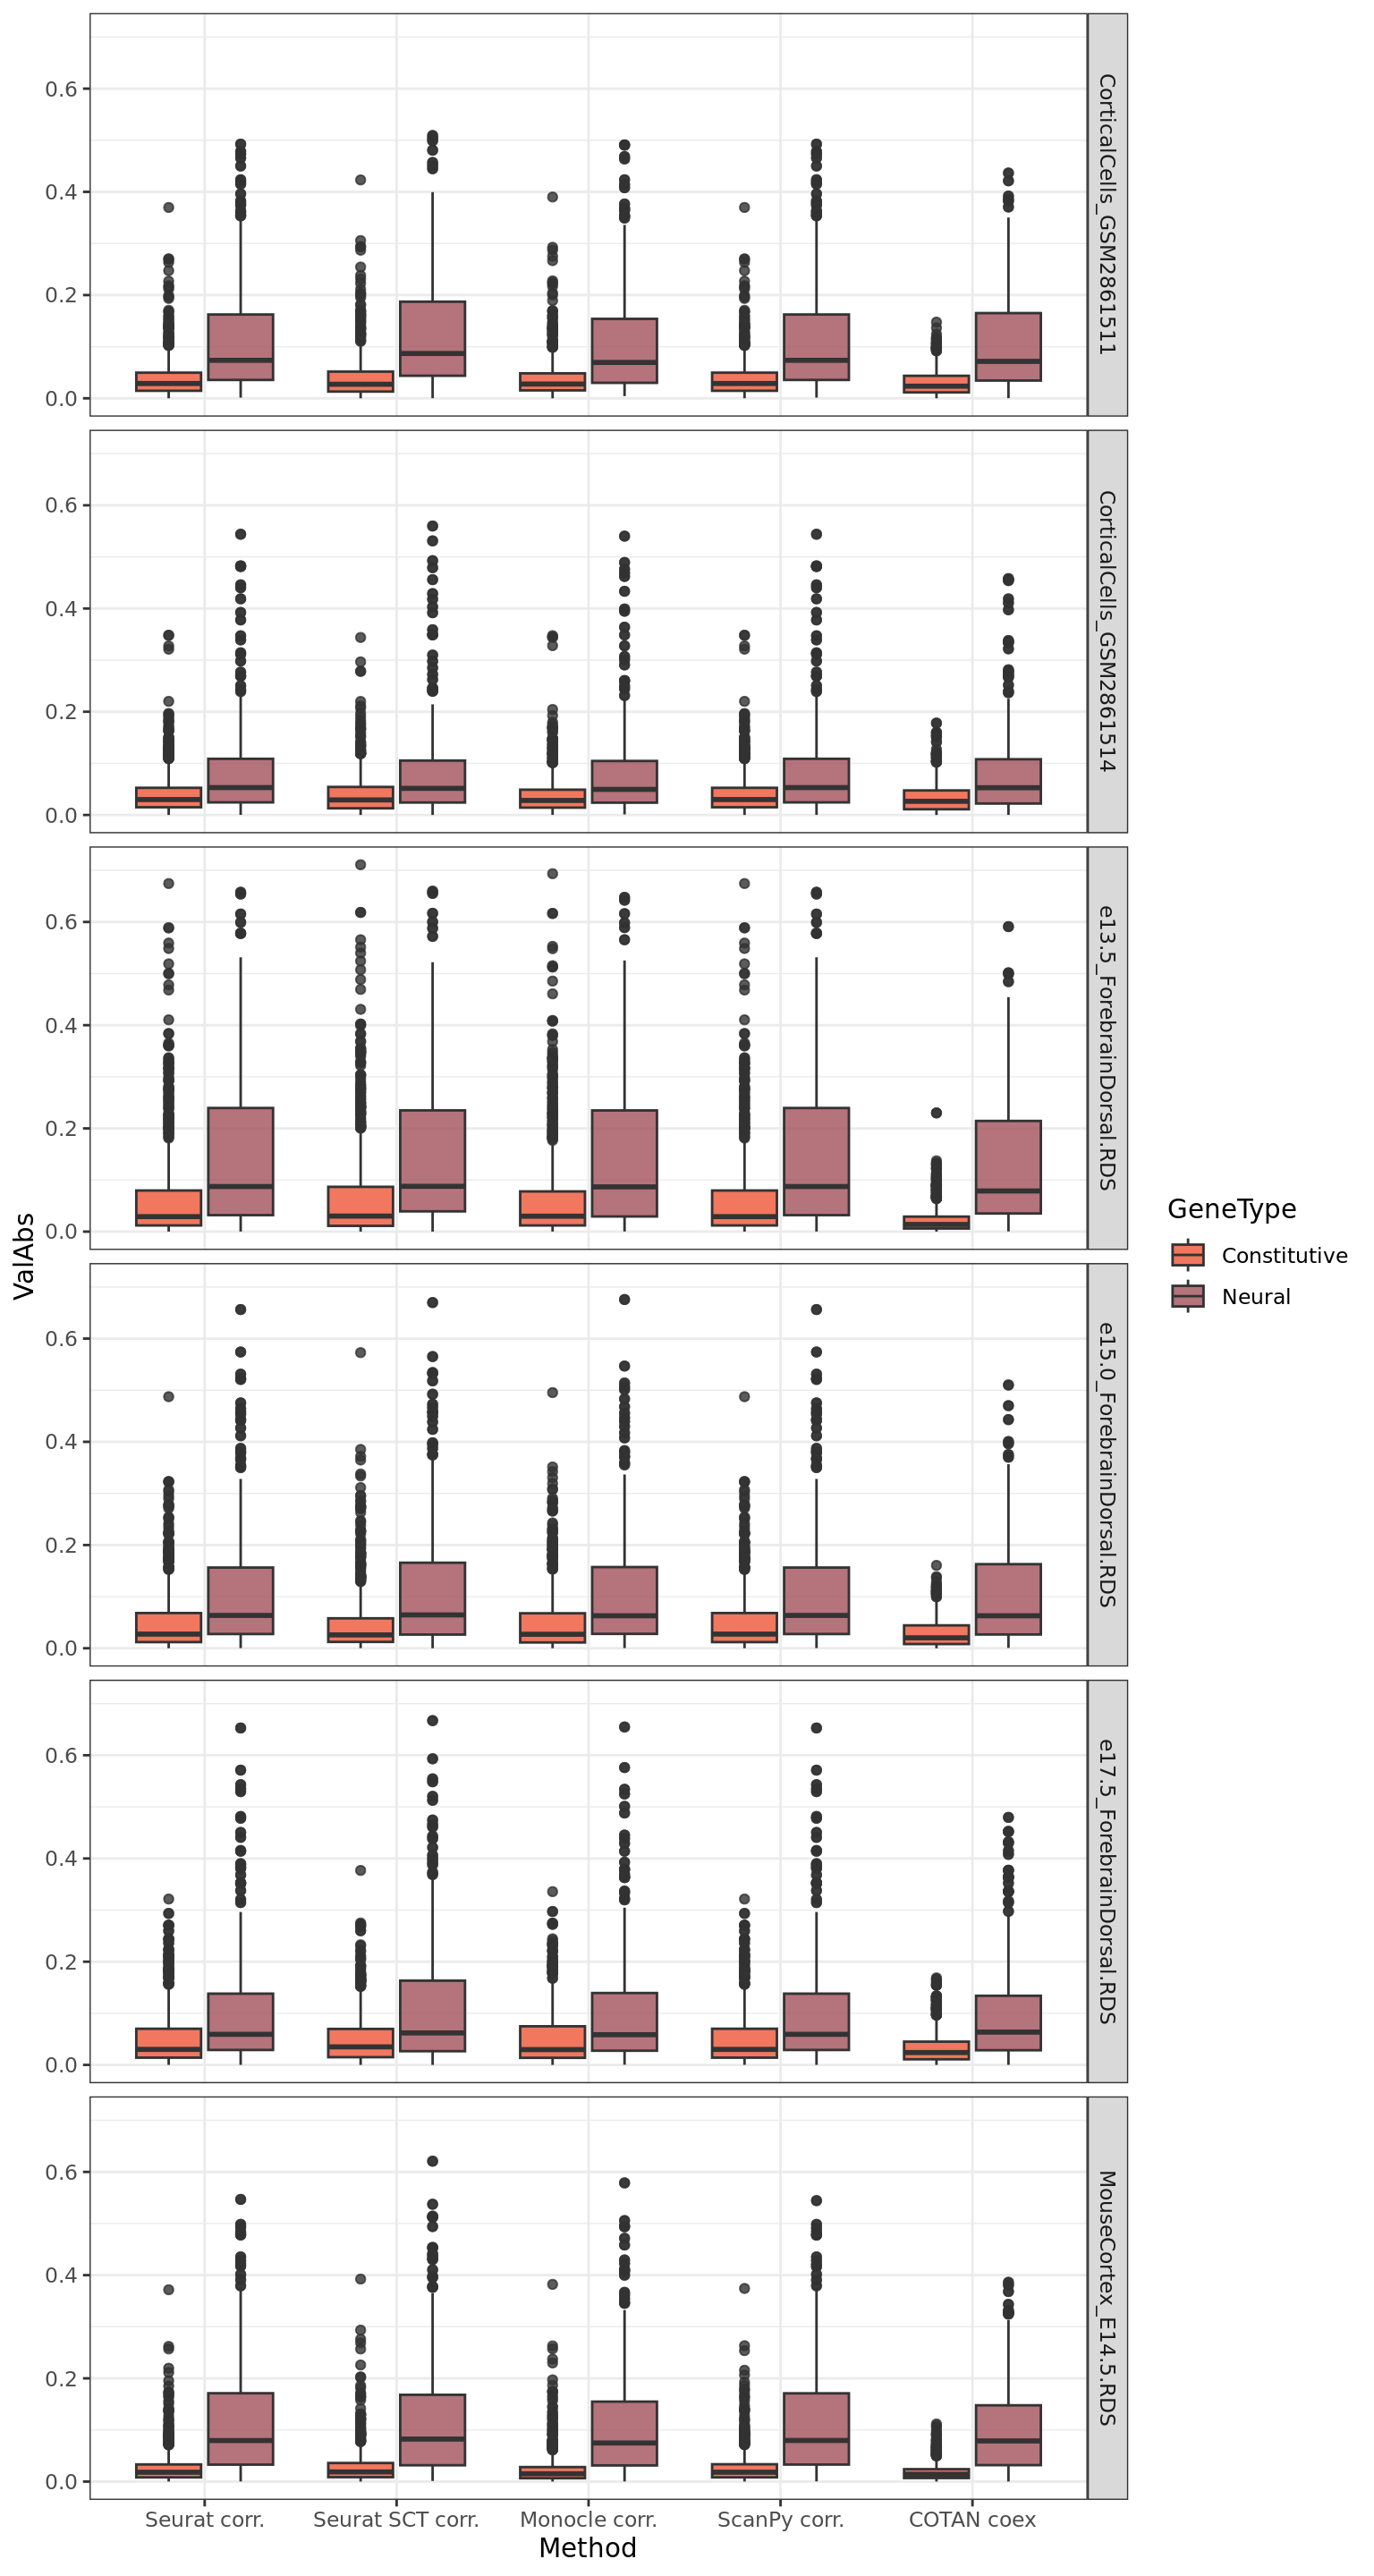 0.6
0.4
0.2
0.0
CorticalCells_GSM2861511
0.6
0.4
0.2
0.0
CorticalCells_GSM2861514
0.6
0.4
0.2
0.0
e13.5_ForebrainDorsal.RDS
0.6
0.4
0.2
0.0
e15.0_ForebrainDorsal.RDS
0.6
0.4
0.2
0.0
e17.5_ForebrainDorsal.RDS
0.6
0.4
0.2
0.0
MouseCortex_E14.5.RDS
ValAbs
Seurat corr.
Seurat SCT corr.
Monocle corr.
ScanPy corr.
COTAN coex
Method
GeneType
Constitutive
Neural